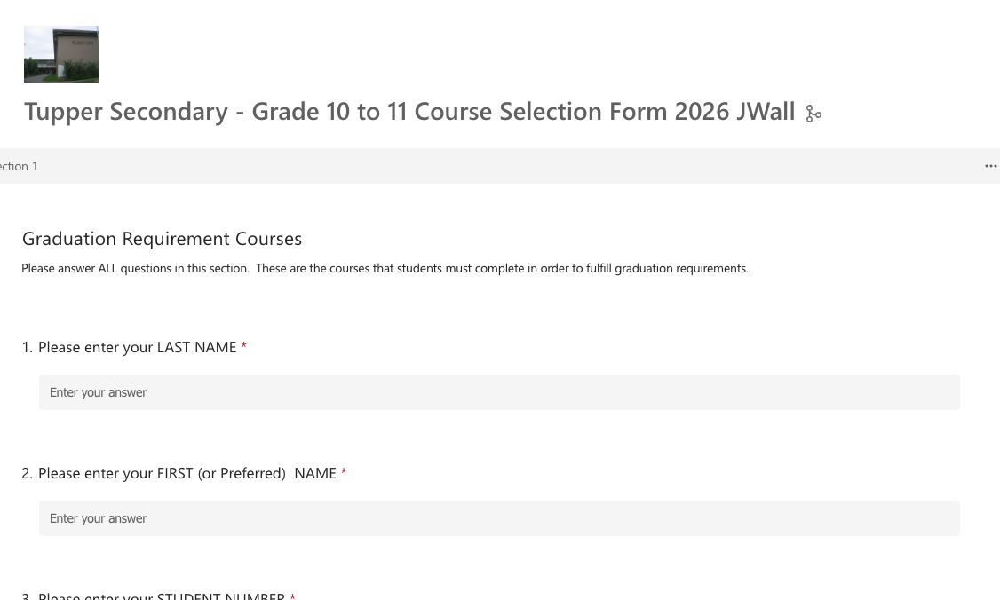 Tupper Secondary - Grade 10 to 11 Course Selection Form 2026 JWall
ection 1
Graduation Requirement Courses
Please answer ALL questions in this section.  These are the courses that students must complete in order to fulfill graduation requirements.
1. Please enter your LAST NAME *
Enter your answer
2. Please enter your FIRST (or Preferred)  NAME *
Enter your answer
3. Please enter your STUDENT NUMBER *